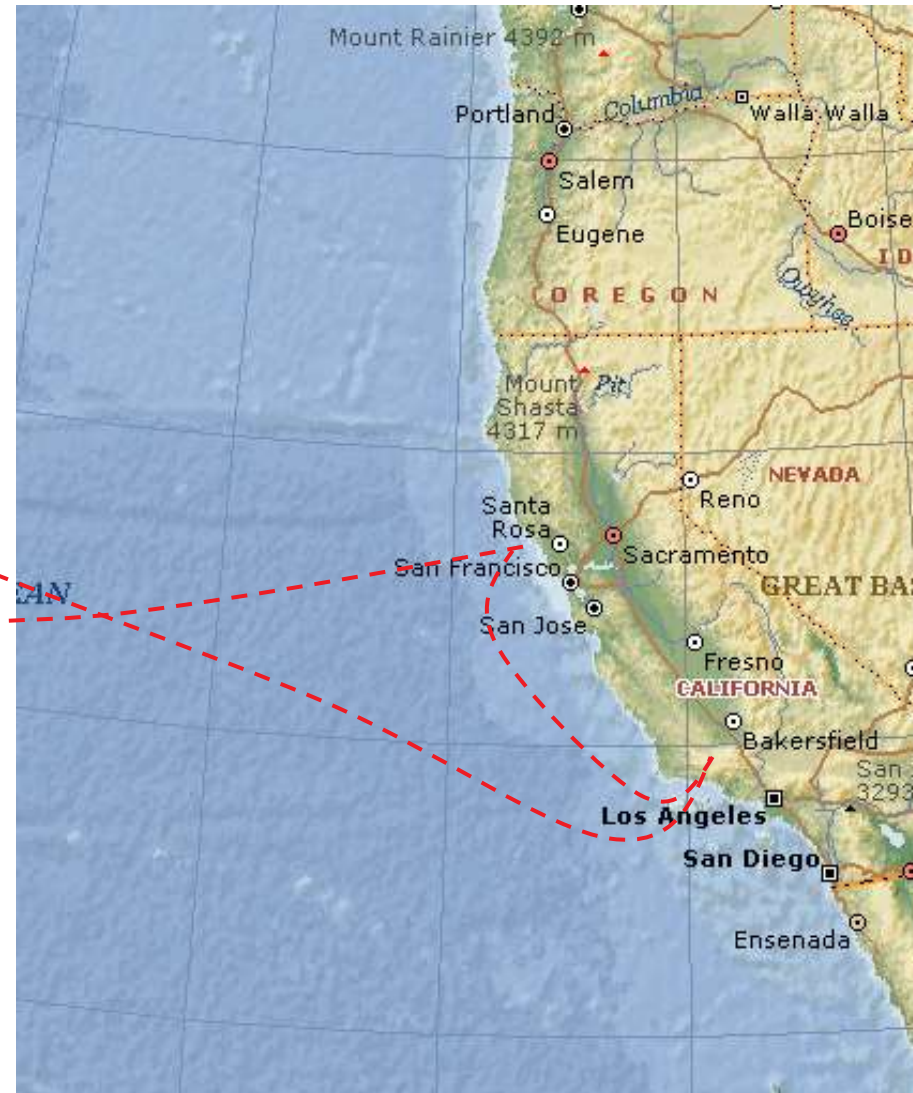 Mount Rainier 4392 m
Columbia
Portland
Walla Walla
Salem
Boise
Eugene
I D
OREGON
Owyhee
Mount
Shasta
4317 m
Pit
NEVADA
Reno
Santa
Rosa
Sacramento
San Francisco
GREAT BA
EAN
San Jose
Fresno
CALIFORNIA
Bakersfield
San
3293
Los Angeles
San Diego
Ensenada